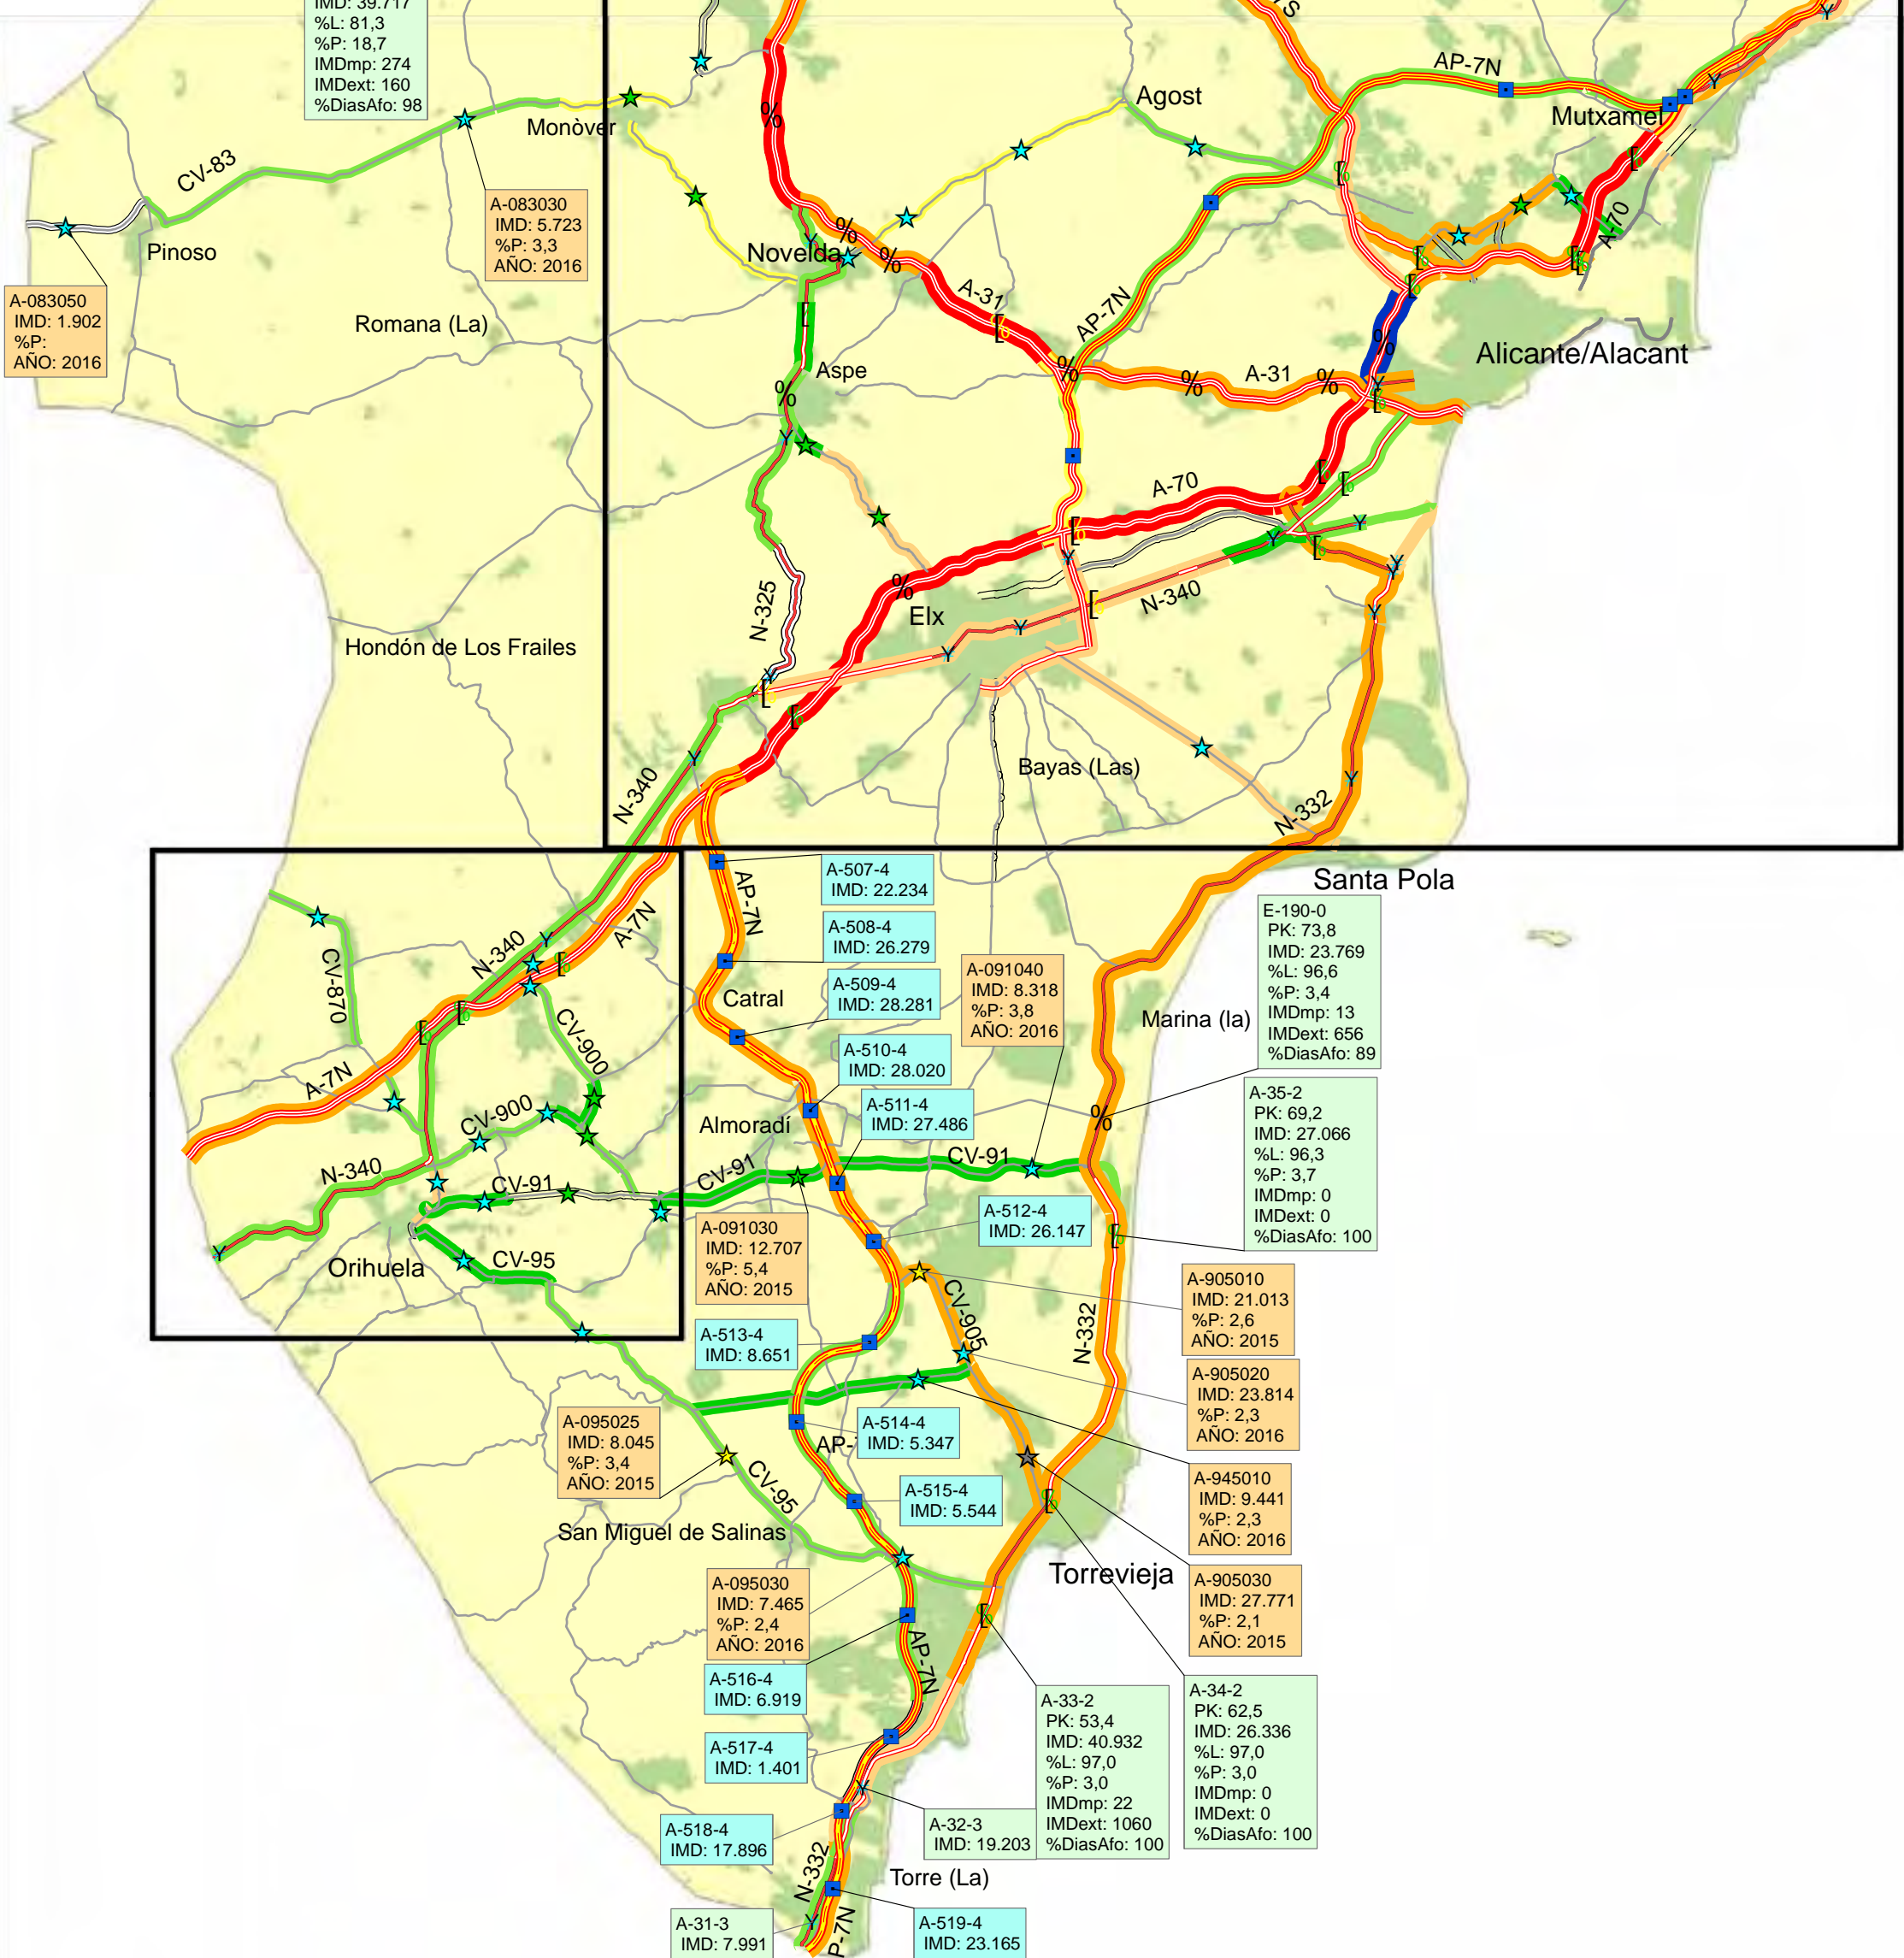 IMD: 39.717
%L: 81,3
%P: 18,7
IMDmp: 274
IMDext: 160
%DiasAfo: 98
7S
AP-7N
Agost
Mutxamel
Monòver
%
CV-83
A-083030
IMD: 5.723
%P: 3,3
AÑO: 2016
Pinoso
Novelda
%
%
A-70
A-083050
IMD: 1.902
%P:
AÑO: 2016
A-31
AP-7N
Romana (La)
%
Alicante/Alacant
Aspe
%
%
A-31
%
%
%
A-70
%
N-325
Elx
N-340
Hondón de Los Frailes
Bayas (Las)
N-340
N-332
Santa Pola
A-507-4
IMD: 22.234
AP-7N
A-508-4
IMD: 26.279
E-190-0
PK: 73,8
IMD: 23.769
%L: 96,6
%P: 3,4
IMDmp: 13
IMDext: 656
%DiasAfo: 89
N-340
A-7N
CV-870
A-091040
IMD: 8.318
%P: 3,8
AÑO: 2016
A-509-4
IMD: 28.281
Catral
Marina (la)
CV-900
A-510-4
IMD: 28.020
A-7N
A-35-2
PK: 69,2
IMD: 27.066
%L: 96,3
%P: 3,7
IMDmp: 0
IMDext: 0
%DiasAfo: 100
A-511-4
IMD: 27.486
CV-900
Almoradí
%
CV-91
CV-91
N-340
CV-91
A-512-4
IMD: 26.147
A-091030
IMD: 12.707
%P: 5,4
AÑO: 2015
CV-95
Orihuela
A-905010
IMD: 21.013
%P: 2,6
AÑO: 2015
CV-905
N-332
A-513-4
IMD: 8.651
A-905020
IMD: 23.814
%P: 2,3
AÑO: 2016
A-095025
IMD: 8.045
%P: 3,4
AÑO: 2015
A-514-4
IMD: 5.347
AP-
CV-95
A-515-4
IMD: 5.544
A-945010
IMD: 9.441
%P: 2,3
AÑO: 2016
San Miguel de Salinas
Torrevieja
A-905030
IMD: 27.771
%P: 2,1
AÑO: 2015
A-095030
IMD: 7.465
%P: 2,4
AÑO: 2016
AP-7N
A-516-4
IMD: 6.919
A-33-2
PK: 53,4
IMD: 40.932
%L: 97,0
%P: 3,0
IMDmp: 22
IMDext: 1060
%DiasAfo: 100
A-34-2
PK: 62,5
IMD: 26.336
%L: 97,0
%P: 3,0
IMDmp: 0
IMDext: 0
%DiasAfo: 100
A-517-4
IMD: 1.401
A-32-3
IMD: 19.203
A-518-4
IMD: 17.896
N-332
Torre (La)
A-31-3
IMD: 7.991
P-7N
A-519-4
IMD: 23.165